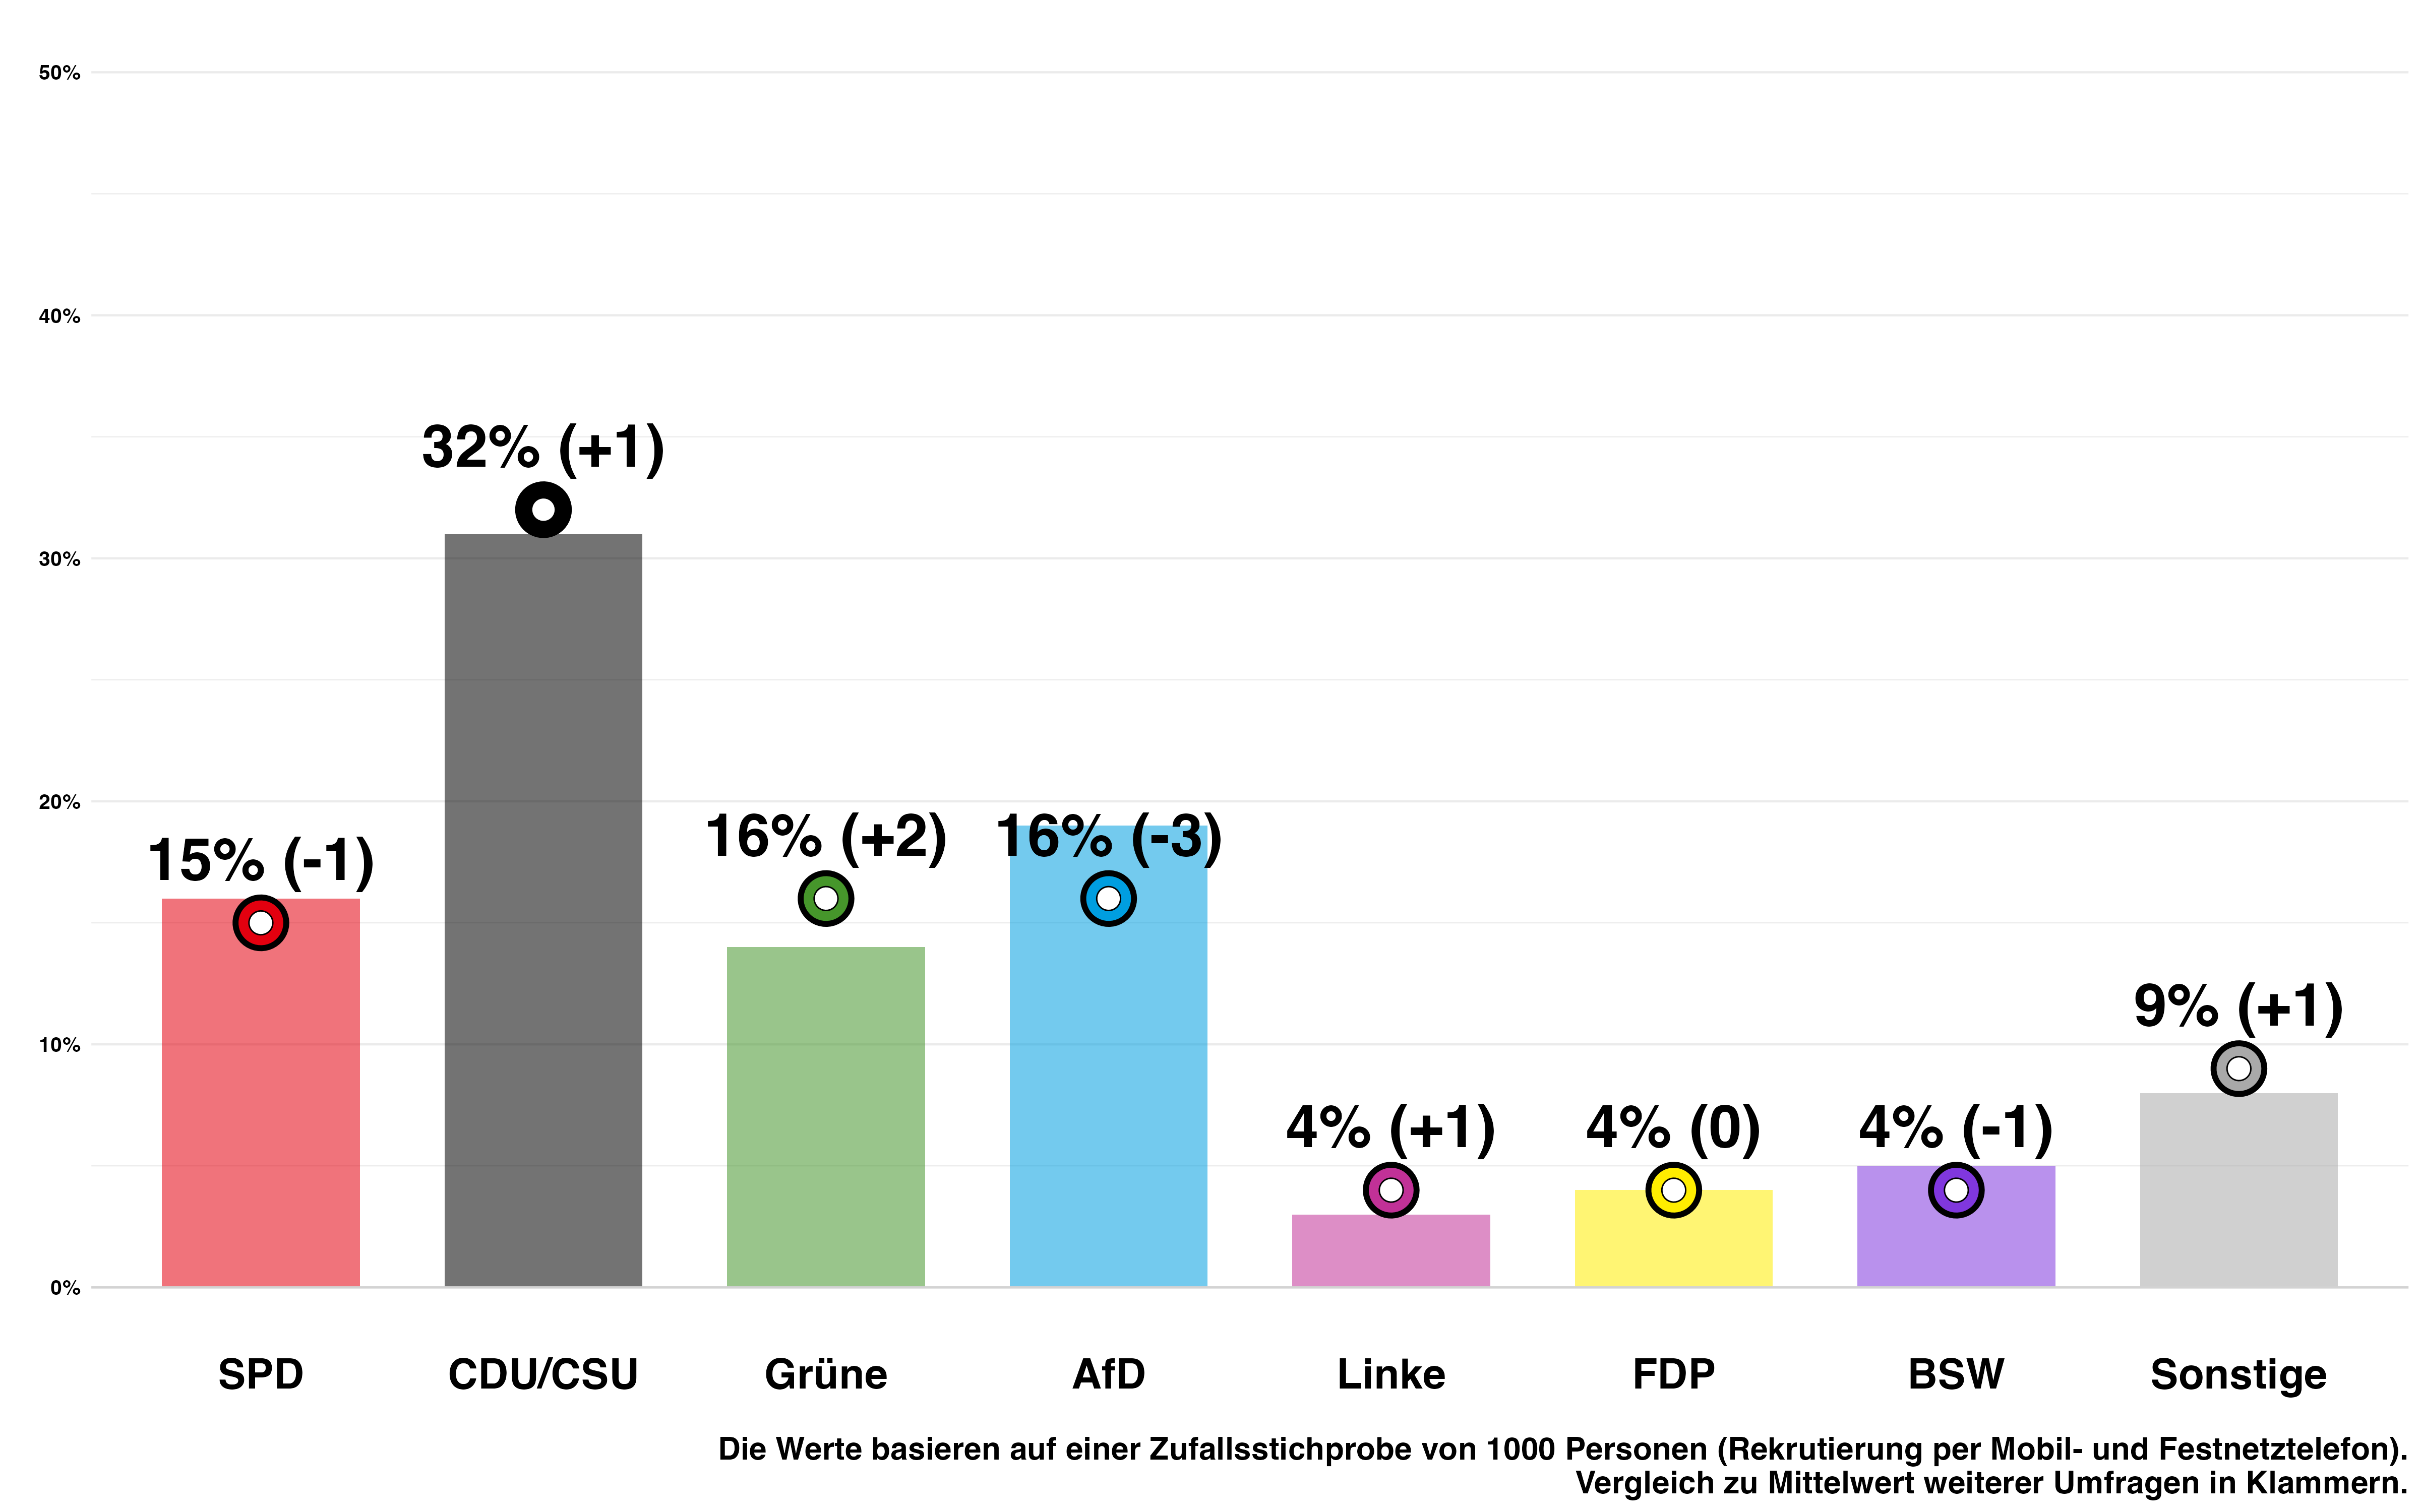 50%
40%
30%
20%
10%
0%
15% (-1)
32% (+1)
16% (+2)
16% (-3)
4% (+1)
4% (0)
4% (-1)
9% (+1)
SPD
CDU/CSU
Grüne
AfD
Linke
FDP
BSW
Sonstige
Die Werte basieren auf einer Zufallsstichprobe von 1000 Personen (Rekrutierung per Mobil- und Festnetztelefon).
Vergleich zu Mittelwert weiterer Umfragen in Klammern.